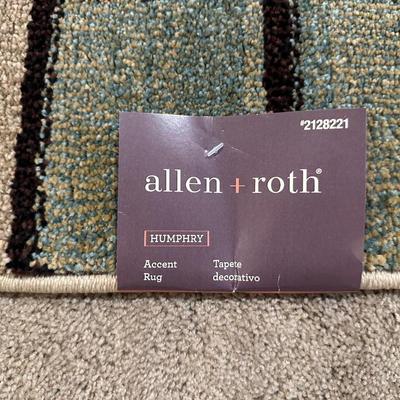 #2128221
allen + roth®
HUMPHRY
Accent Tapete
Rug decorativo